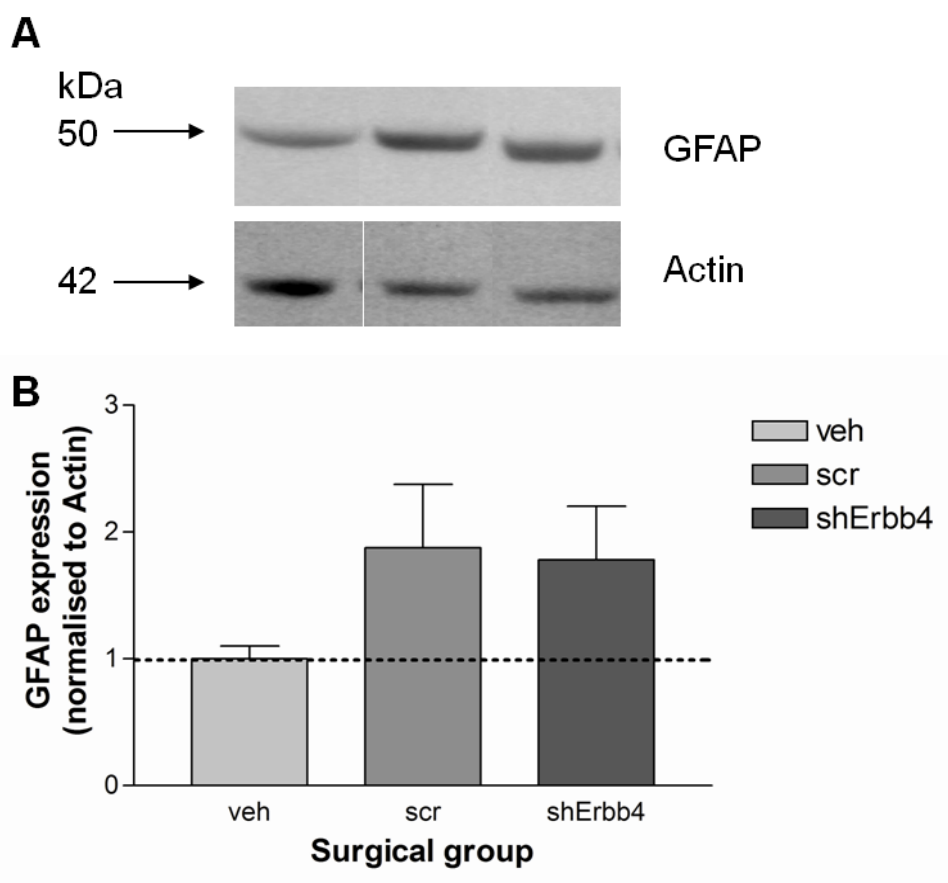 A
kDa
50
GFAP
42
Actin
B
3
2
1
0
GFAP expression
(normalised to Actin)
veh
scr
shErbb4
veh
scr
shErbb4
Surgical group